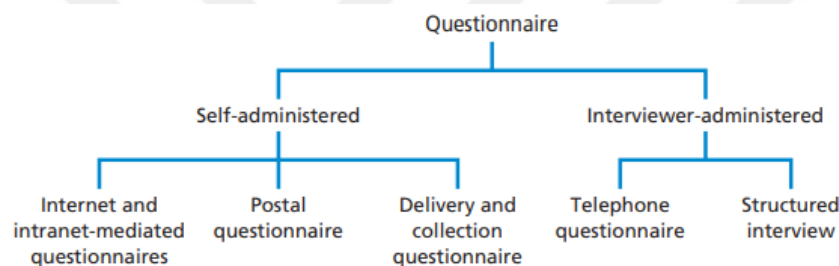 Questionnaire
Self-administered
Interviewer-administered
Internet and
intranet-mediated
questionnaires
Postal
questionnaire
Delivery and
collection
questionnaire
Telephone
questionnaire
Structured
interview